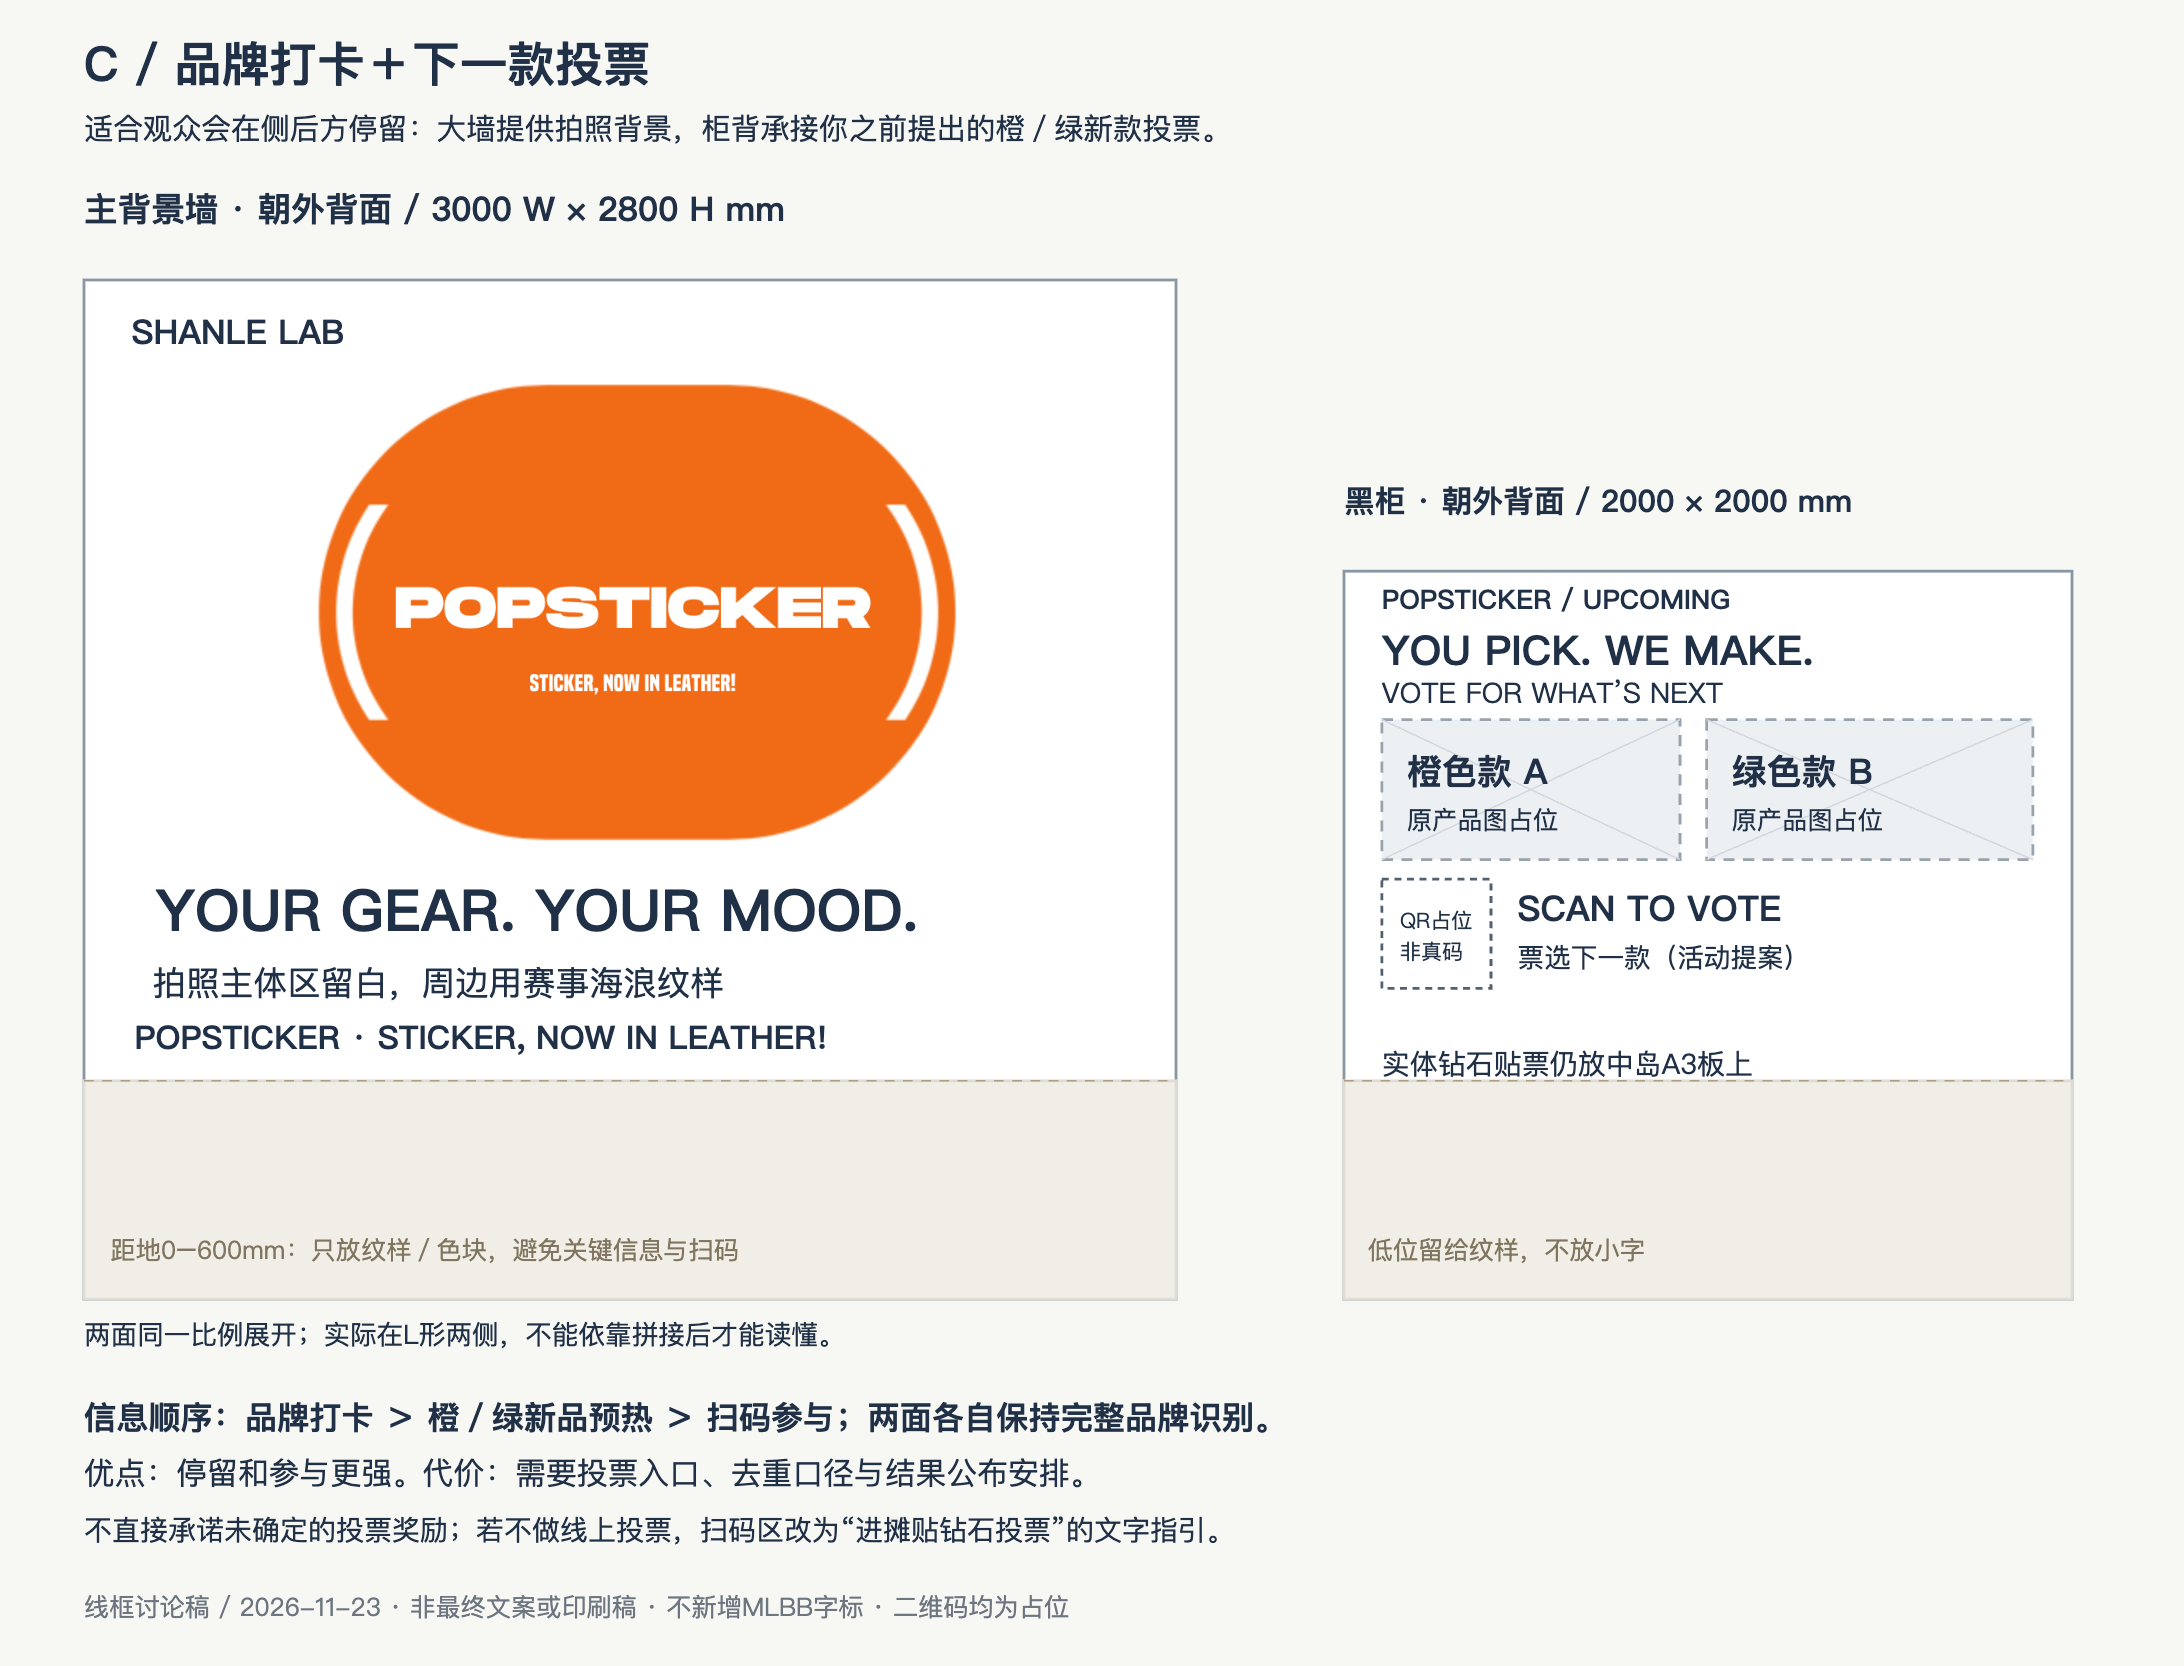 C / 品牌打卡＋下一款投票
适合观众会在侧后方停留：大墙提供拍照背景，柜背承接你之前提出的橙 / 绿新款投票。
主背景墙 · 朝外背面 / 3000 W × 2800 H mm
SHANLE LAB
POPSTICKER
STICKER, NOW IN LEATHER!
YOUR GEAR. YOUR MOOD.
拍照主体区留白，周边用赛事海浪纹样
POPSTICKER · STICKER, NOW IN LEATHER!
距地0—600mm：只放纹样 / 色块，避免关键信息与扫码
黑柜 · 朝外背面 / 2000 × 2000 mm
POPSTICKER / UPCOMING
YOU PICK. WE MAKE.
VOTE FOR WHAT’S NEXT
橙色款 A
原产品图占位
绿色款 B
原产品图占位
QR占位
非真码
SCAN TO VOTE
票选下一款（活动提案）
实体钻石贴票仍放中岛A3板上
低位留给纹样，不放小字
两面同一比例展开；实际在L形两侧，不能依靠拼接后才能读懂。
信息顺序：品牌打卡 > 橙 / 绿新品预热 > 扫码参与；两面各自保持完整品牌识别。
优点：停留和参与更强。代价：需要投票入口、去重口径与结果公布安排。
不直接承诺未确定的投票奖励；若不做线上投票，扫码区改为“进摊贴钻石投票”的文字指引。
线框讨论稿 / 2026–11–23 · 非最终文案或印刷稿 · 不新增MLBB字标 · 二维码均为占位